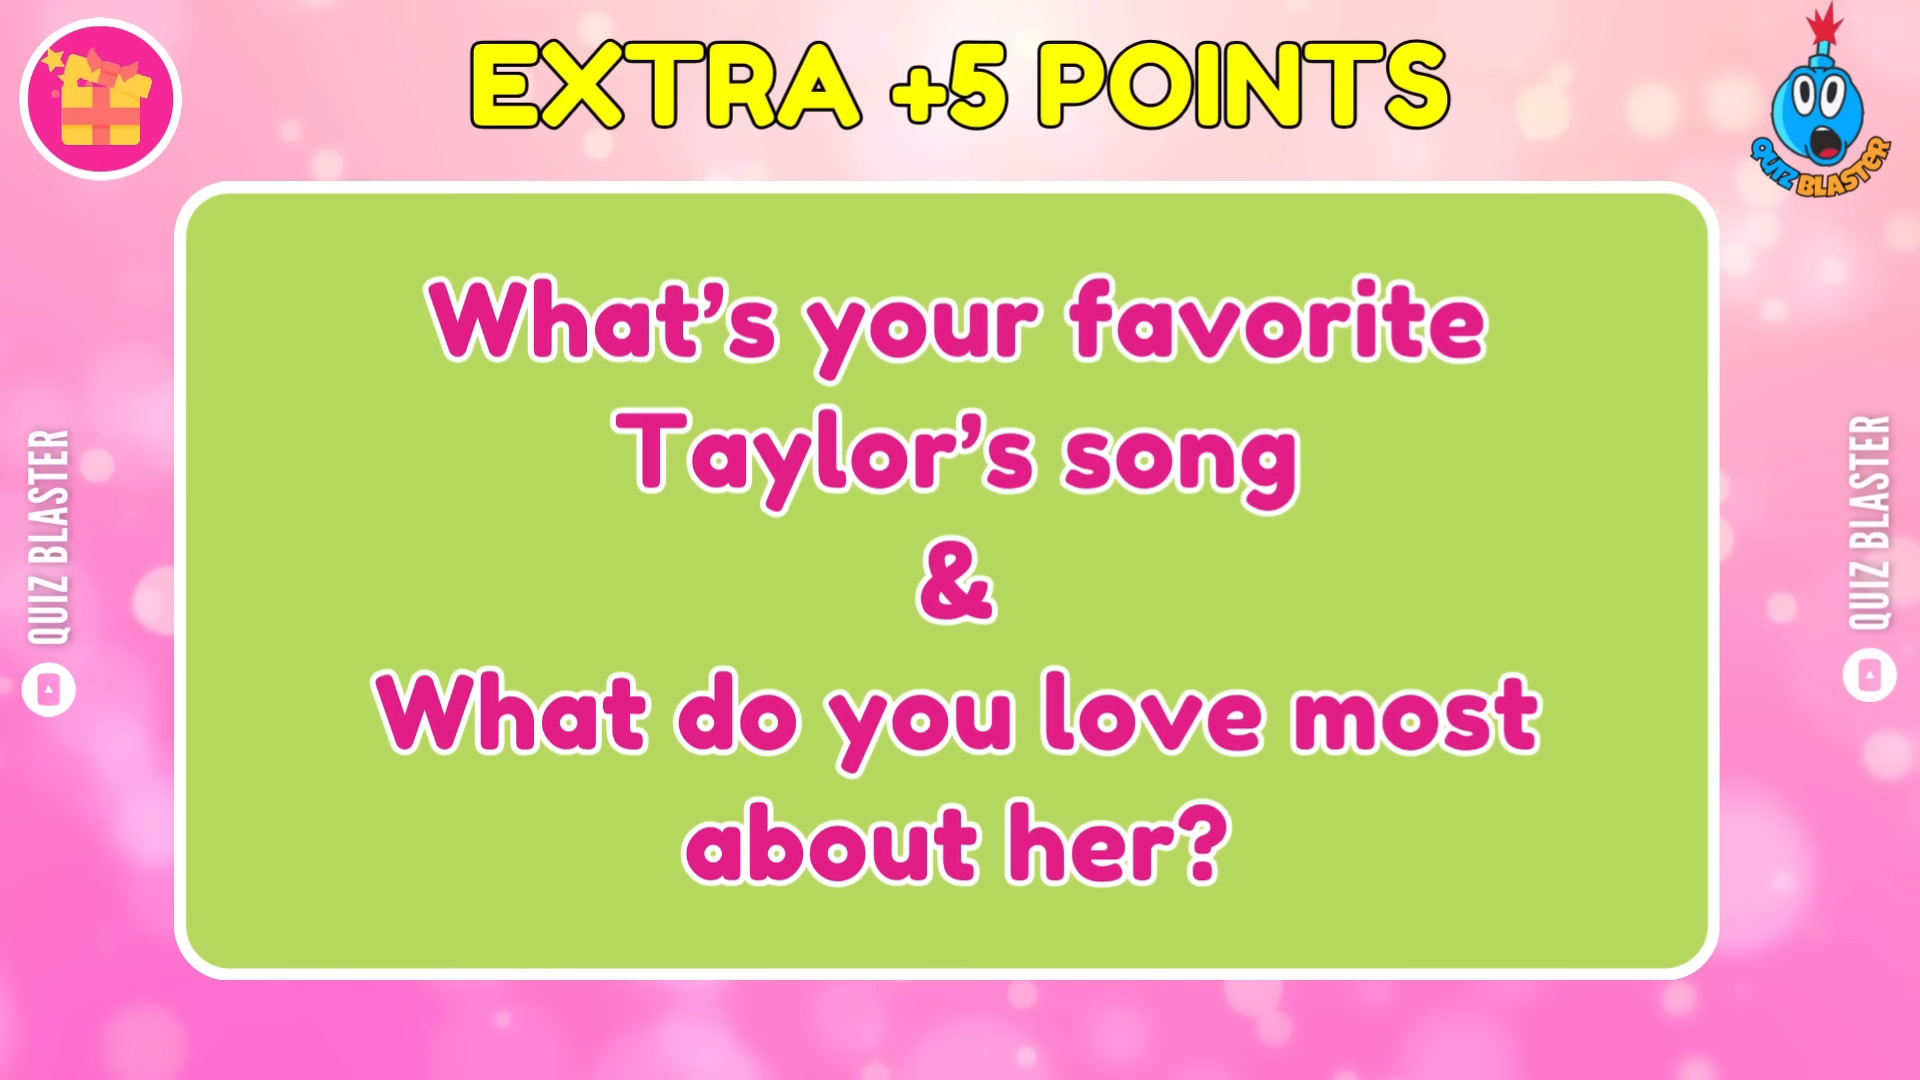 EXTRA +5 POINTS
QUIZ BLASTER
What’s your favorite
Taylor’s song
&
What do you love most
about her?
QUIZ BLASTER
QUIZ BLASTER